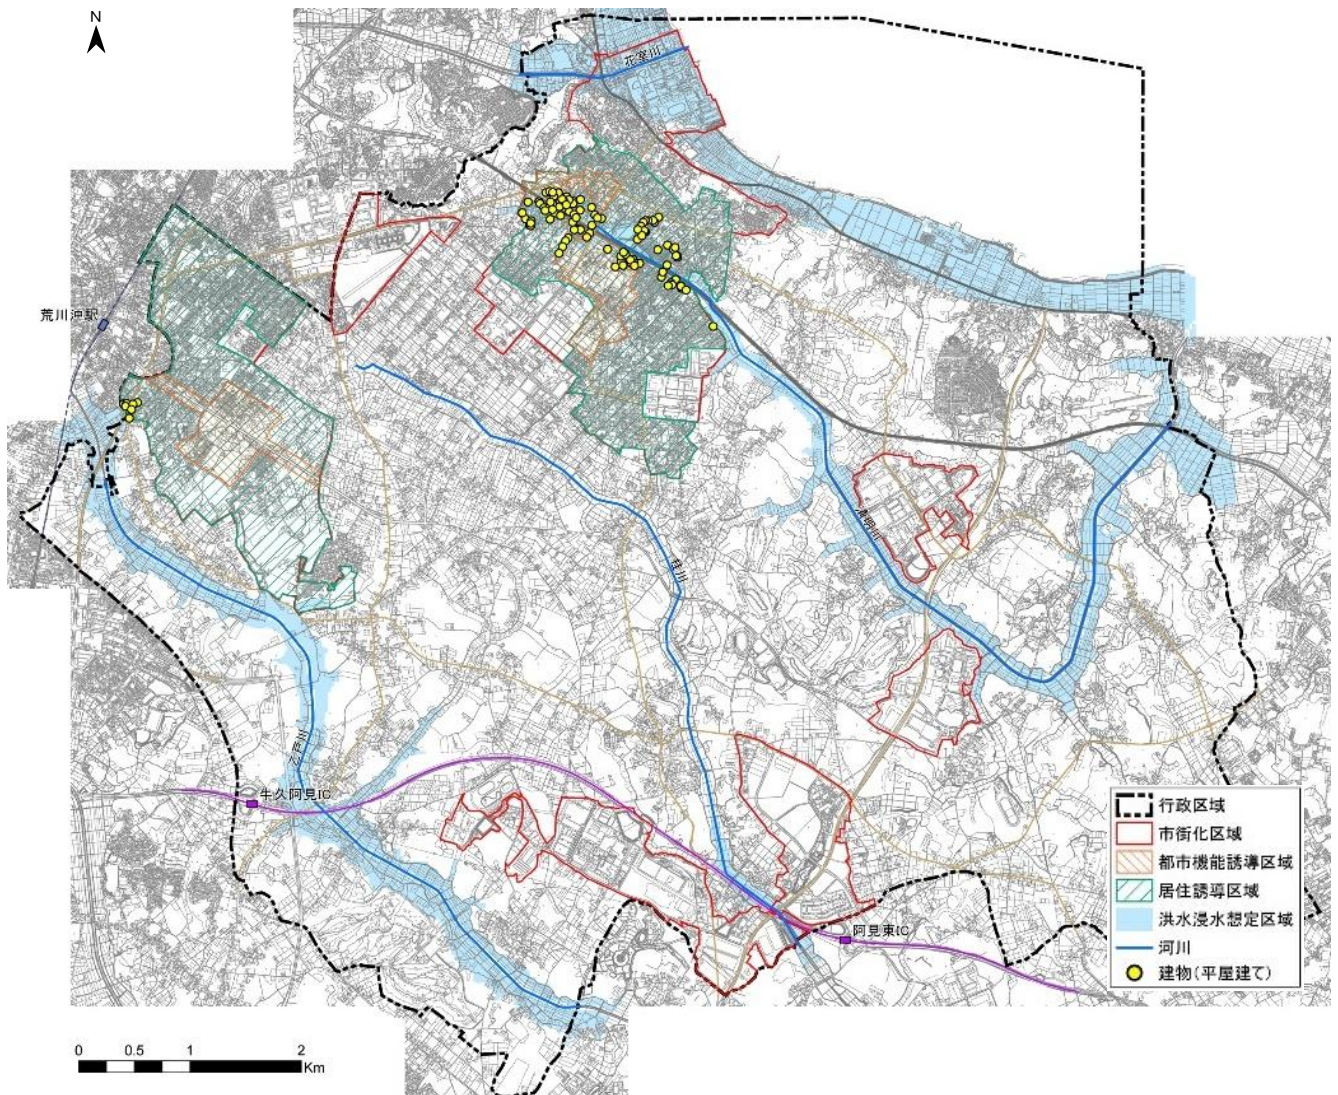 N
花室川
荒川沖駅
清明川
桂川
乙戸川
牛久阿見IC
阿見東IC
行政区域
市街化区域
都市機能誘導区域
居住誘導区域
洪水浸水想定区域
河川
建物(平屋建て)
0 0.5 1 2
Km